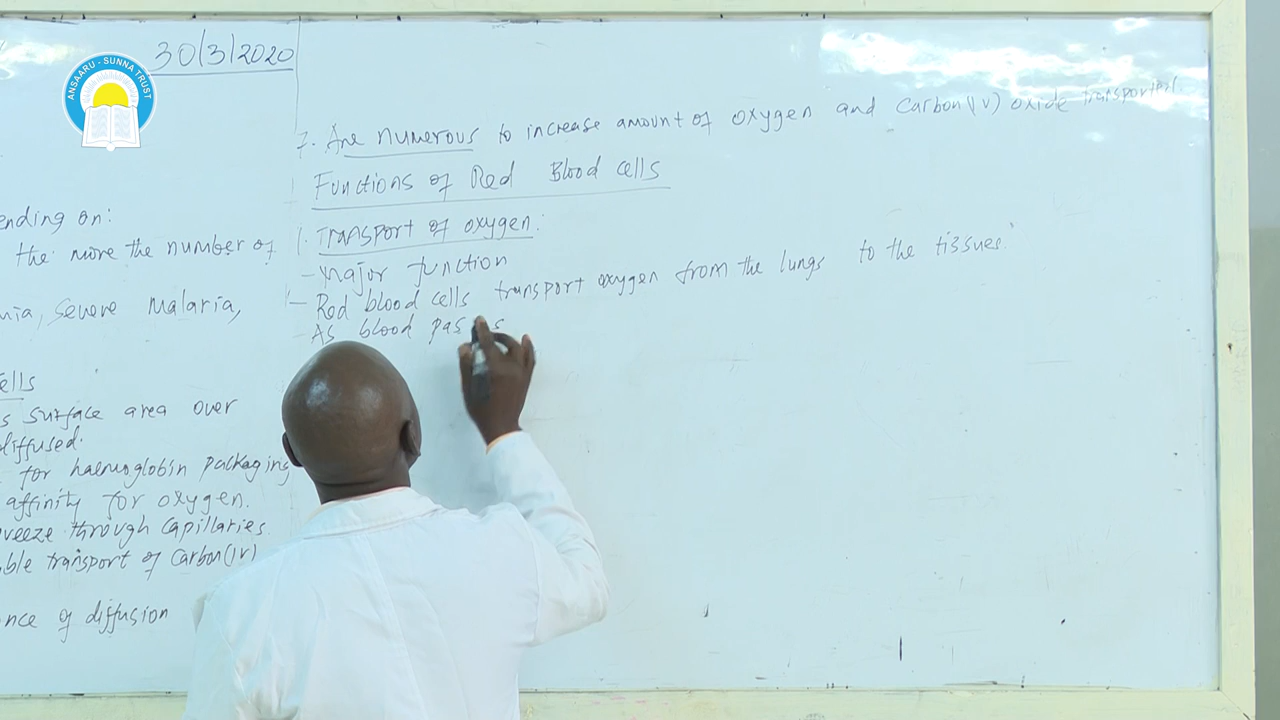 ANSAARU - SUNNA TRUST
30/3/2020
ending on:
the more the number of
nia, severe Malaria,
ells
s surface area over
diffused.
for haemoglobin packaging
affinity for oxygen.
ueeze through capillaries.
ble transport of Carbon(IV)
nce of diffusion
7. Are numerous to increase amount of oxygen and Carbon(IV) oxide transported.
Functions of Red Blood cells
1. Transport of oxygen.
- Major function
- Red blood cells transport oxygen from the lungs to the tissues.
- As blood